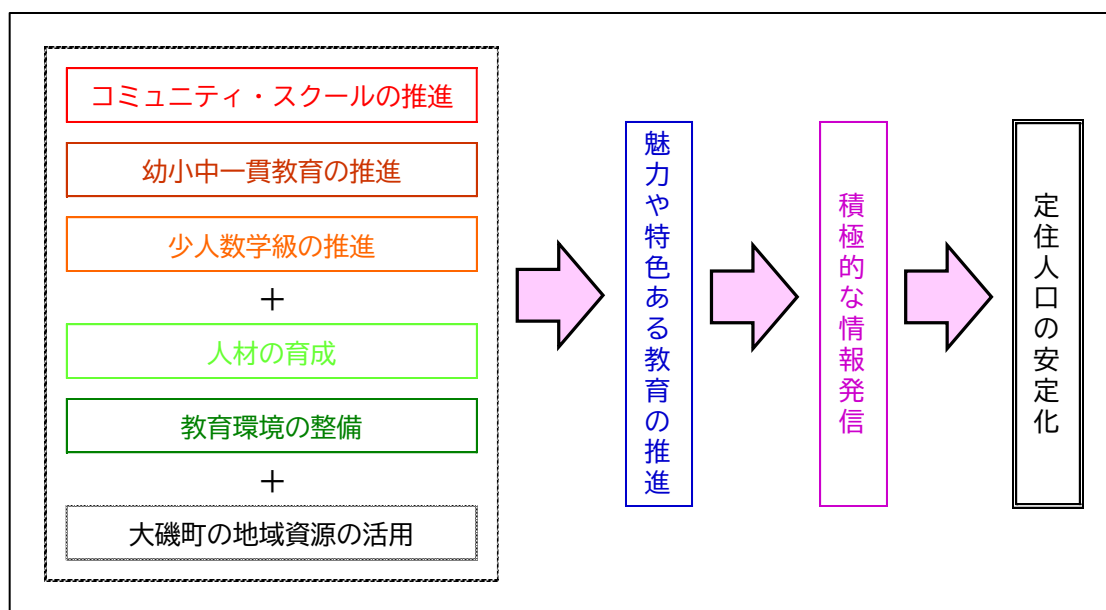 コミュニティ・スクールの推進
幼小中一貫教育の推進
少人数学級の推進
＋
人材の育成
教育環境の整備
＋
大磯町の地域資源の活用
魅力や特色ある教育の推進
積極的な情報発信
定住人口の安定化